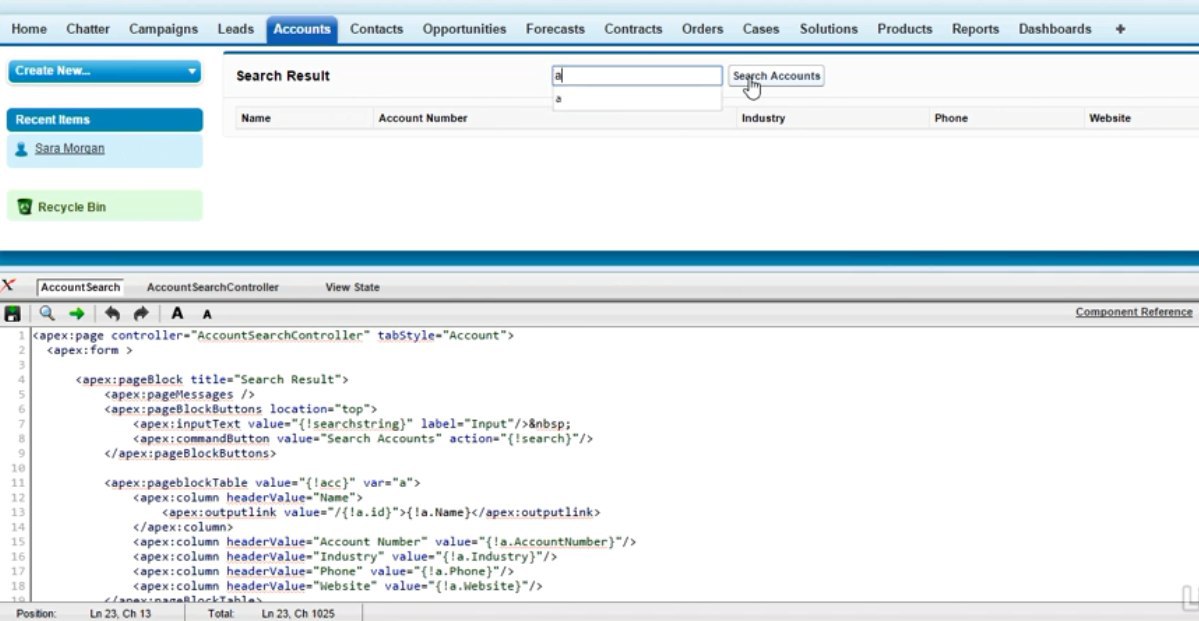 Home Chatter Campaigns Leads Accounts Contacts Opportunities Forecasts Contracts Orders Cases Solutions Products Reports Dashboards +
Create New...
Search Result
a
Search Accounts
a
Recent Items
Name Account Number Industry Phone Website
Sara Morgan
Recycle Bin
AccountSearch AccountSearchController View State
A A
Component Reference
1 <apex:page controller="AccountSearchController" tabStyle="Account">
2 <apex:form >
3
4 <apex:pageBlock title="Search Result">
5 <apex:pageMessages />
6 <apex:pageBlockButtons location="top">
7 <apex:inputText value="{!searchstring}" label="Input"/>&nbsp;
8 <apex:commandButton value="Search Accounts" action="{!search}"/>
9 </apex:pageBlockButtons>
10
11 <apex:pageblockTable value="{!acc}" var="a">
12 <apex:column headerValue="Name">
13 <apex:outputlink value="/{!a.id}">{!a.Name}</apex:outputlink>
14 </apex:column>
15 <apex:column headerValue="Account Number" value="{!a.AccountNumber}"/>
16 <apex:column headerValue="Industry" value="{!a.Industry}"/>
17 <apex:column headerValue="Phone" value="{!a.Phone}"/>
18 <apex:column headerValue="Website" value="{!a.Website}"/>
19 </apex:pageBlockTable>
Position: Ln 23, Ch 13 Total: Ln 23, Ch 1025